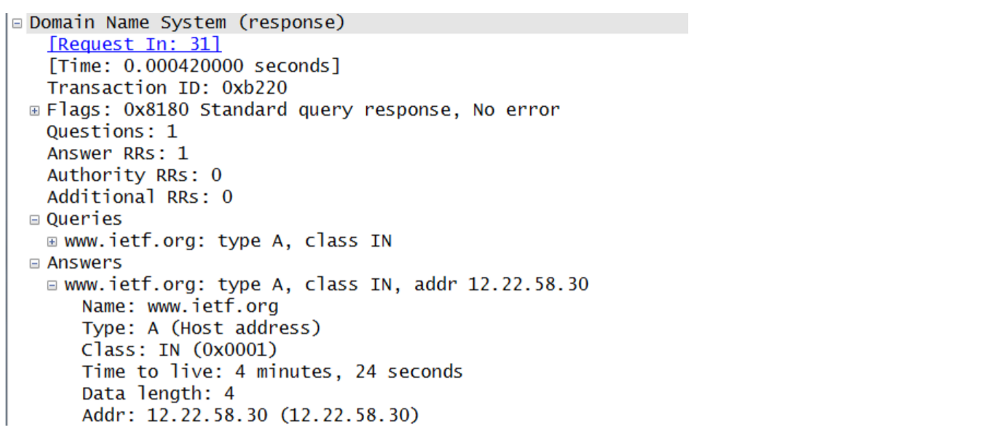 Domain Name System (response)
[Request In: 31]
[Time: 0.000420000 seconds]
Transaction ID: 0xb220
Flags: 0x8180 Standard query response, No error
Questions: 1
Answer RRs: 1
Authority RRs: 0
Additional RRs: 0
Queries
www.ietf.org: type A, class IN
Answers
www.ietf.org: type A, class IN, addr 12.22.58.30
Name: www.ietf.org
Type: A (Host address)
Class: IN (0x0001)
Time to live: 4 minutes, 24 seconds
Data length: 4
Addr: 12.22.58.30 (12.22.58.30)